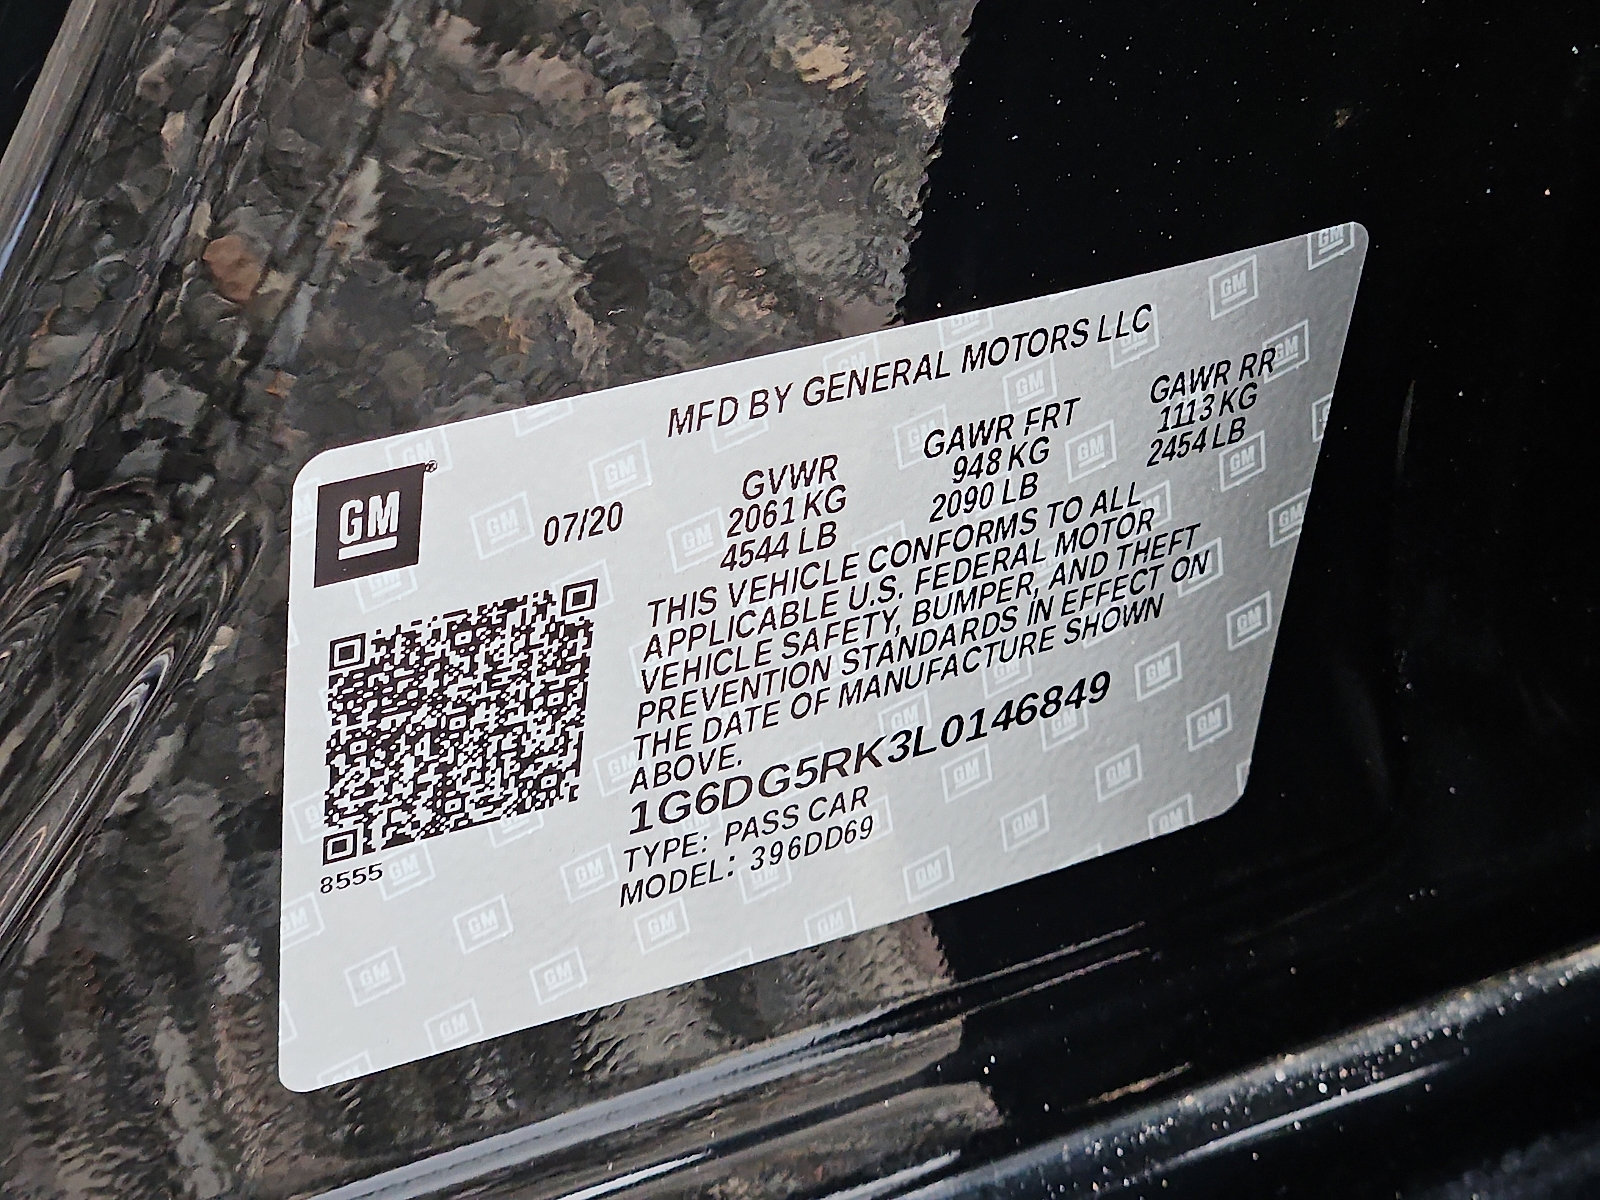 MFD BY GENERAL MOTORS LLC
GM®
07/20
GVWR
2061 KG
4544 LB
GAWR FRT
948 KG
2090 LB
GAWR RR
1113 KG
2454 LB
THIS VEHICLE CONFORMS TO ALL
APPLICABLE U.S. FEDERAL MOTOR
VEHICLE SAFETY, BUMPER, AND THEFT
PREVENTION STANDARDS IN EFFECT ON
THE DATE OF MANUFACTURE SHOWN
ABOVE.
1G6DG5RK3L0146849
TYPE: PASS CAR
MODEL: 396DD69
8555